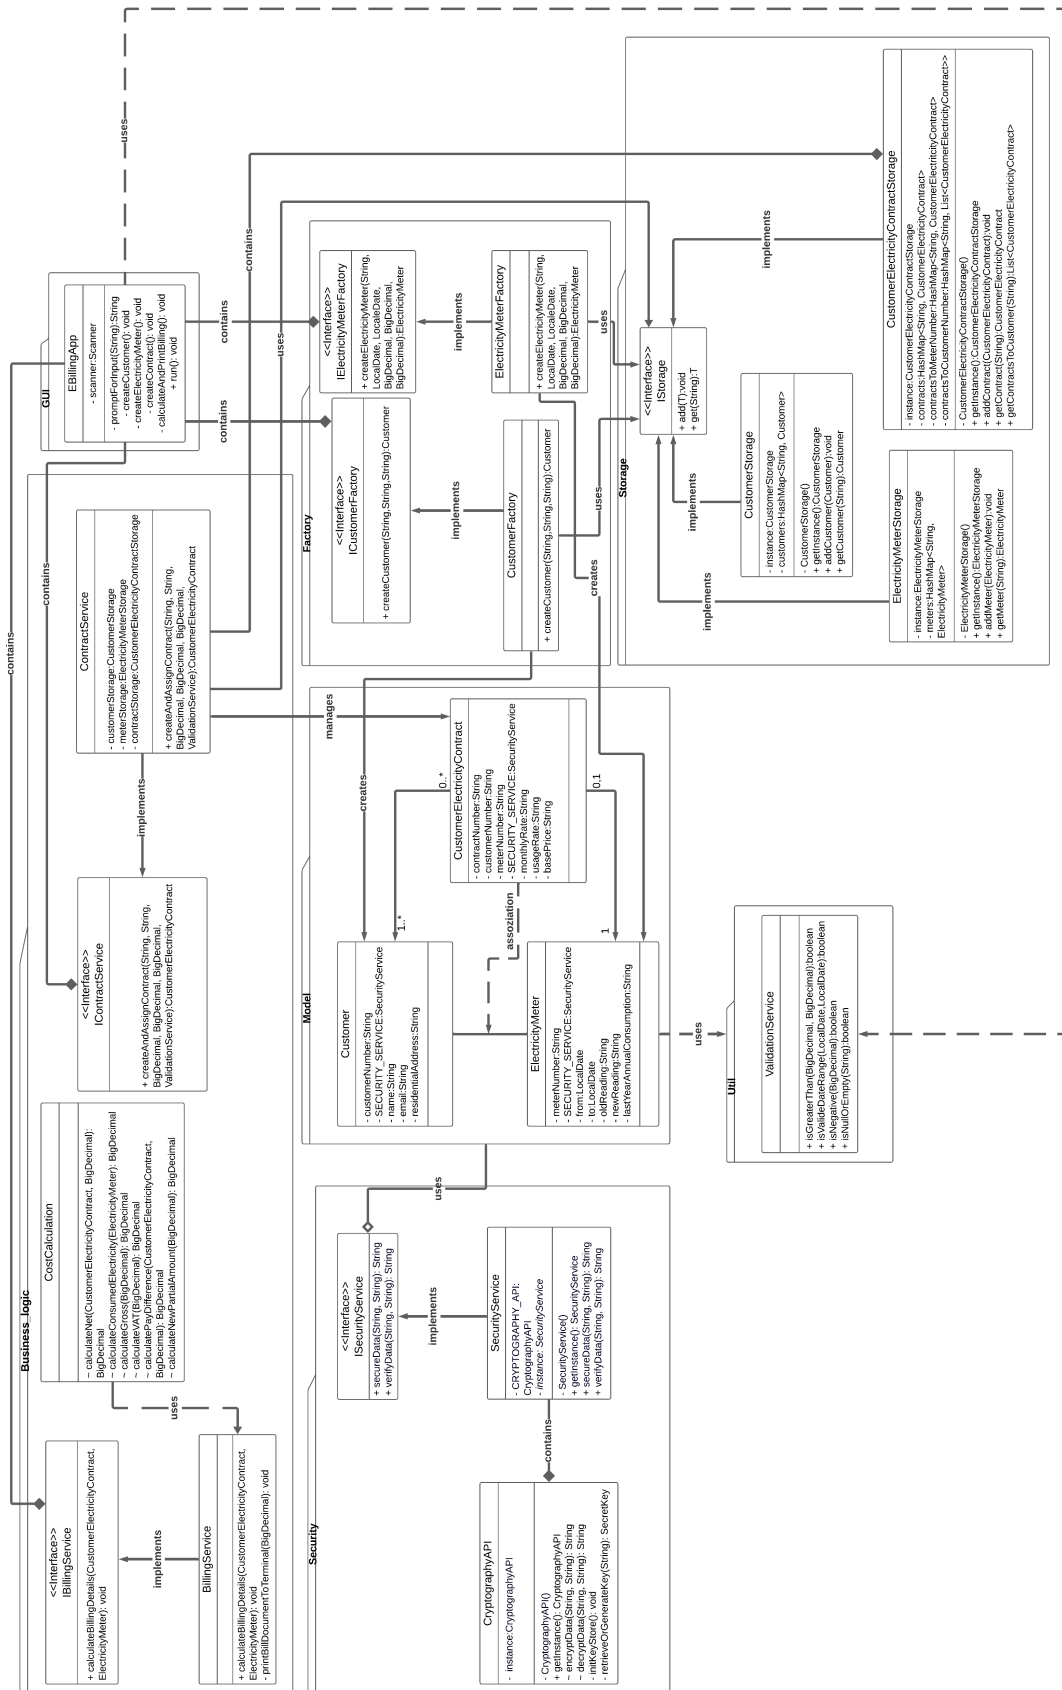 Business_logic
<<Interface>>
IBillingService
+ calculateBillingDetails(CustomerElectricityContract,
ElectricityMeter): void
implements
BillingService
+ calculateBillingDetails(CustomerElectricityContract,
ElectricityMeter): void
- printBillDocumentToTerminal(BigDecimal): void
uses
CostCalculation
~ calculateNet(CustomerElectricityContract, BigDecimal):
BigDecimal
~ calculateConsumedElectricity(ElectricityMeter): BigDecimal
~ calculateGross(BigDecimal): BigDecimal
~ calculateVAT(BigDecimal): BigDecimal
~ calculatePayDifference(CustomerElectricityContract,
BigDecimal): BigDecimal
~ calculateNewPartialAmount(BigDecimal): BigDecimal
<<Interface>>
IContractService
+ createAndAssignContract(String, String,
BigDecimal, BigDecimal, BigDecimal,
ValidationService):CustomerElectricityContract
implements
ContractService
- customerStorage:CustomerStorage
- meterStorage:ElectricityMeterStorage
- contractStorage:CustomerElectricityContractStorage
+ createAndAssignContract(String, String,
BigDecimal, BigDecimal, BigDecimal,
ValidationService):CustomerElectricityContract
contains
contains
GUI
EBillingApp
- scanner:Scanner
- promptForInput(String):String
- createCustomer(): void
- createElectricityMeter(): void
- createContract(): void
- calculateAndPrintBilling(): void
+ run(): void
uses
contains
contains
contains
uses
manages
Factory
<<Interface>>
ICustomerFactory
+ createCustomer(String,String,String):Customer
implements
CustomerFactory
+ createCustomer(String,String,String):Customer
<<Interface>>
IElectricityMeterFactory
+ createElectricityMeter(String,
LocalDate, LocaleDate,
BigDecimal, BigDecimal,
BigDecimal):ElectricityMeter
implements
ElectricityMeterFactory
+ createElectricityMeter(String,
LocalDate, LocaleDate,
BigDecimal, BigDecimal,
BigDecimal):ElectricityMeter
uses
uses
creates
creates
Storage
<<Interface>>
IStorage
+ add(T):void
+ get(String):T
implements
implements
implements
CustomerStorage
- instance:CustomerStorage
- customers:HashMap<String, Customer>
- CustomerStorage()
+ getInstance():CustomerStorage
+ addCustomer(Customer):void
+ getCustomer(String):Customer
ElectricityMeterStorage
- instance:ElectricityMeterStorage
- meters:HashMap<String,
ElectricityMeter>
- ElectricityMeterStorage()
+ getInstance():ElectricityMeterStorage
+ addMeter(ElectricityMeter):void
+ getMeter(String):ElectricityMeter
CustomerElectricityContractStorage
- instance:CustomerElectricityContractStorage
- contracts:HashMap<String, CustomerElectricityContract>
- contractsToMeterNumber:HashMap<String, CustomerElectritcityContract>
- contractsToCustomerNumber:HashMap<String, List<CustomerElectricityContract>>
- CustomerElectricityContractStorage()
+ getInstance():CustomerElectricityContractStorage
+ addContract(CustomerElectricityContract):void
+ getContract(String):CustomerElectricityContract
+ getContractsToCustomer(String):List<CustomerElectricityContract>
Model
Customer
- customerNumber:String
- SECURITY_SERVICE:SecurityService
- name:String
- email:String
- residentialAddress:String
ElectricityMeter
- meterNumber:String
- SECURITY_SERVICE:SecurityService
- from:LocalDate
- to:LocalDate
- oldReading:String
- newReading:String
- lastYearAnnualConsumption:String
CustomerElectricityContract
- contractNumber:String
- customerNumber:String
- meterNumber:String
- SECURITY_SERVICE:SecurityService
- monthlyRate:String
- usageRate:String
- basePrice:String
0..*
1..*
0,1
1
assoziation
uses
uses
Util
ValidationService
+ isGreaterThan(BigDecimal, BigDecimal):boolean
+ isValideDateRange(LocalDate,LocalDate):boolean
+ isNegative(BigDecimal):boolean
+ isNullOrEmpty(String):boolean
Security
<<Interface>>
ISecurityService
+ secureData(String, String): String
+ verifyData(String, String): String
implements
SecurityService
- CRYPTOGRAPHY_API:
CryptographyAPI
- instance: SecurityService
- SecurityService()
+ getInstance(): SecurityService
+ secureData(String, String): String
+ verifyData(String, String): String
contains
CryptographyAPI
- instance:CryptographyAPI
- CryptographyAPI()
+ getInstance(): CryptographyAPI
~ encryptData(String, String): String
~ decryptData(String, String): String
- initKeyStore(): void
- retrieveOrGenerateKey(String): SecretKey